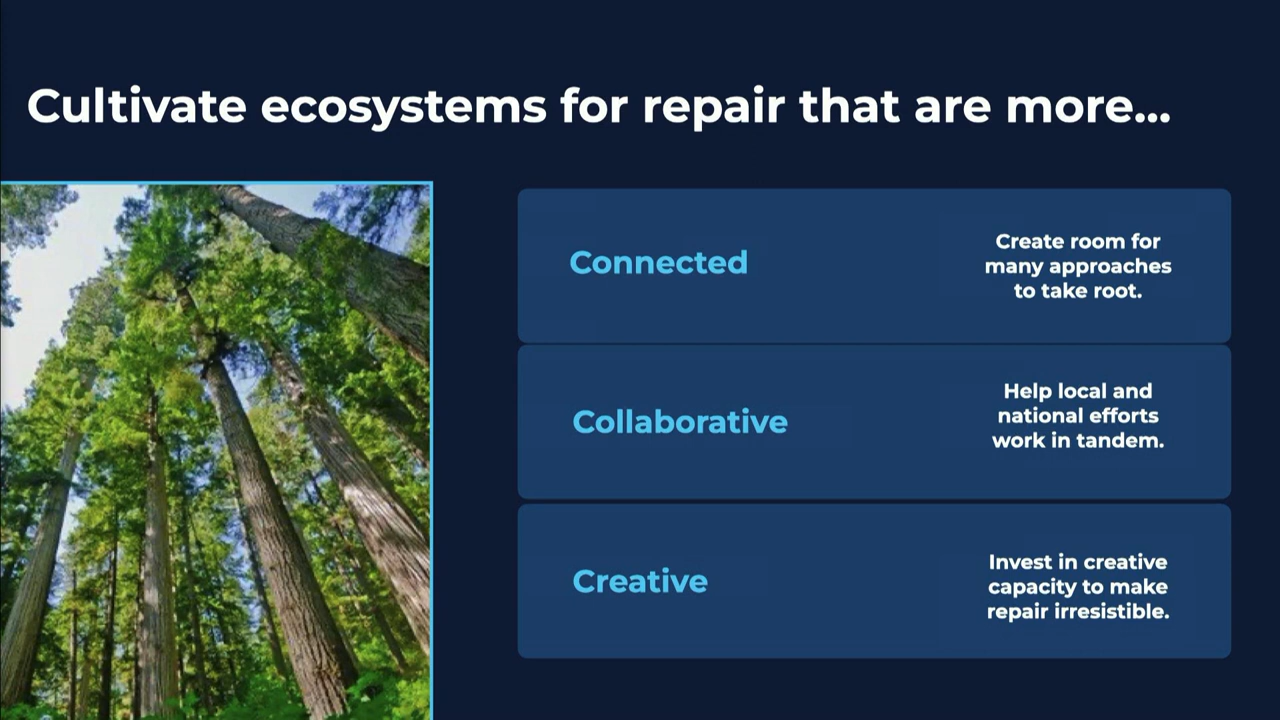 Cultivate ecosystems for repair that are more...
Connected
Create room for
many approaches
to take root.
Collaborative
Help local and
national efforts
work in tandem.
Creative
Invest in creative
capacity to make
repair irresistible.